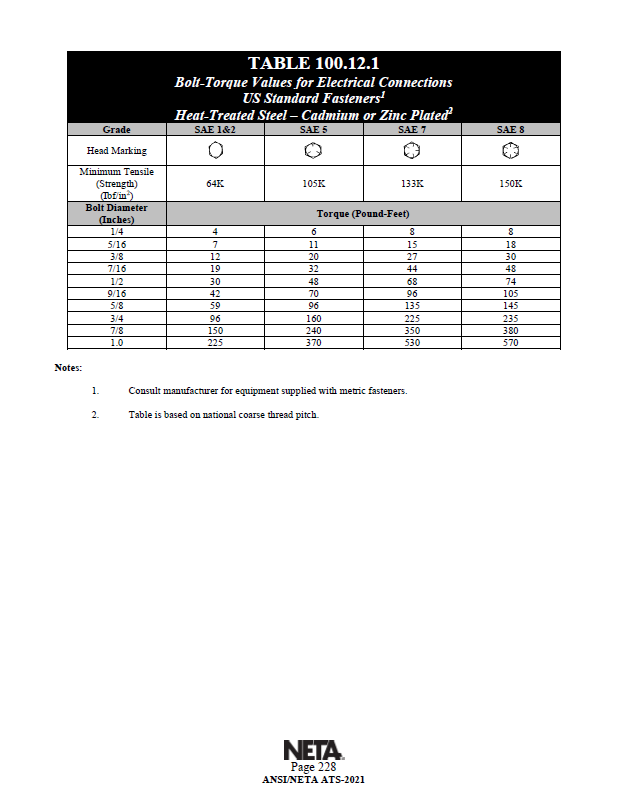 TABLE 100.12.1
Bolt-Torque Values for Electrical Connections
US Standard Fasteners¹
Heat-Treated Steel – Cadmium or Zinc Plated²
Grade SAE 1&2 SAE 5 SAE 7 SAE 8
Head Marking
Minimum Tensile
(Strength)
(lbf/in²) 64K 105K 133K 150K
Bolt Diameter
(Inches) Torque (Pound-Feet)
1/4 4 6 8 8
5/16 7 11 15 18
3/8 12 20 27 30
7/16 19 32 44 48
1/2 30 48 68 74
9/16 42 70 96 105
5/8 59 96 135 145
3/4 96 160 225 235
7/8 150 240 350 380
1.0 225 370 530 570
Notes:
1. Consult manufacturer for equipment supplied with metric fasteners.
2. Table is based on national coarse thread pitch.
NETA
Page 228
ANSI/NETA ATS-2021